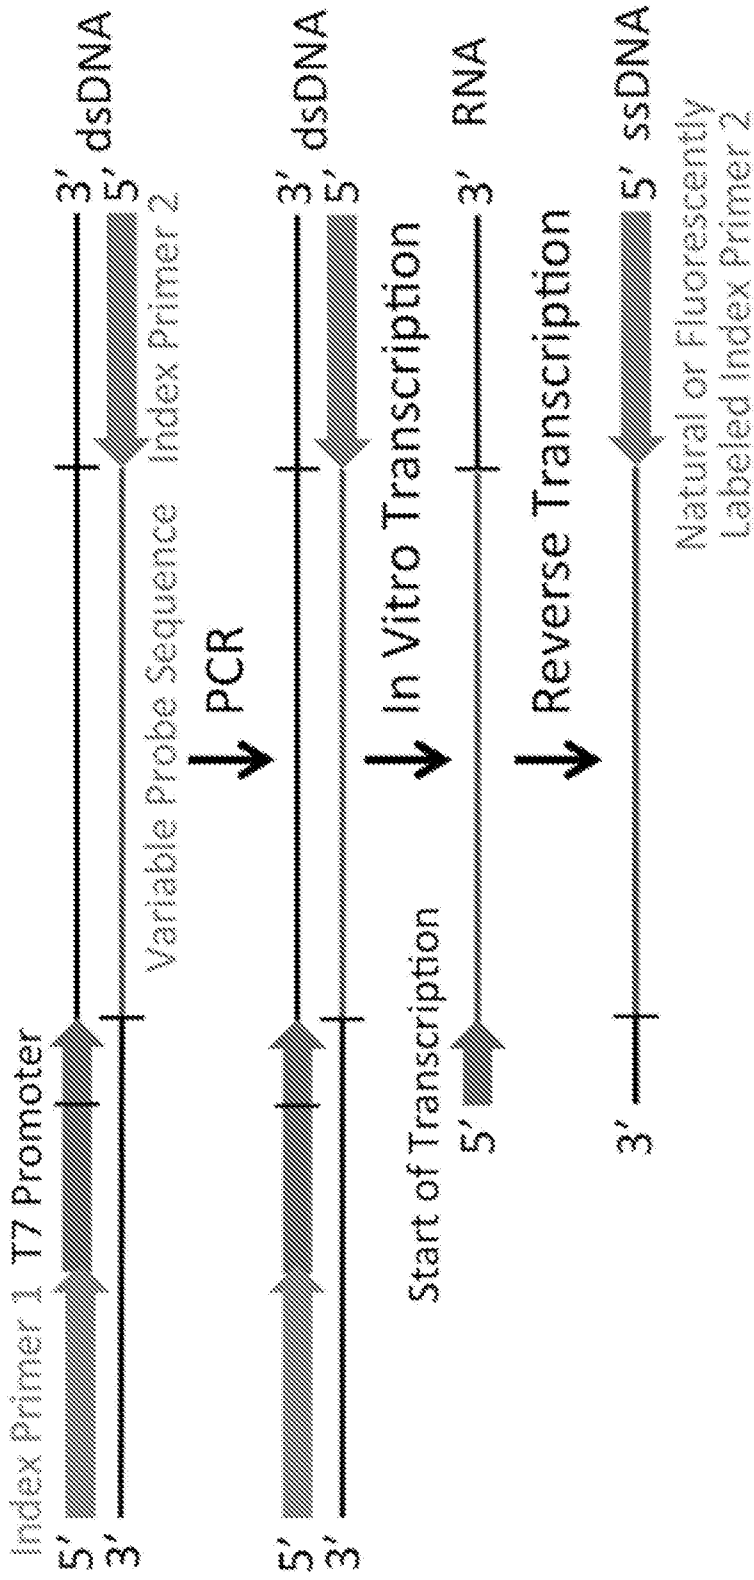 Index Primer 1 T7 Promoter
5' 3'
3' 5'
dsDNA
Variable Probe Sequence Index Primer 2
PCR
5' 3'
3' 5'
dsDNA
In Vitro Transcription
Start of Transcription
5' 3' RNA
Reverse Transcription
3' 5' ssDNA
Natural or Fluorescently
Labeled Index Primer 2